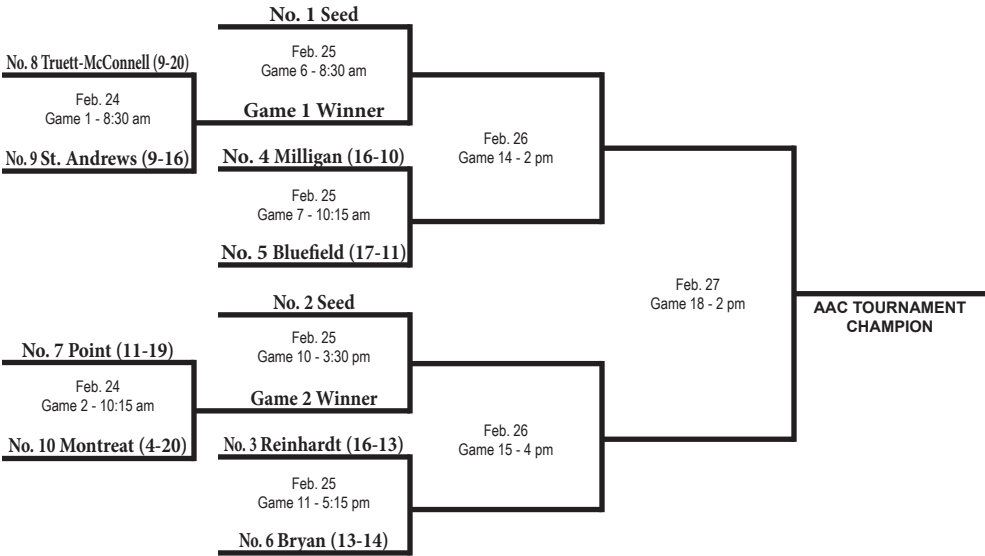 No. 1 Seed
Feb. 25
Game 6 - 8:30 am
No. 8 Truett-McConnell (9-20)
Feb. 24
Game 1 - 8:30 am
Game 1 Winner
No. 9 St. Andrews (9-16)
No. 4 Milligan (16-10)
Feb. 25
Game 7 - 10:15 am
No. 5 Bluefield (17-11)
Feb. 26
Game 14 - 2 pm
No. 2 Seed
Feb. 25
Game 10 - 3:30 pm
No. 7 Point (11-19)
Feb. 24
Game 2 - 10:15 am
Game 2 Winner
No. 10 Montreat (4-20)
No. 3 Reinhardt (16-13)
Feb. 25
Game 11 - 5:15 pm
No. 6 Bryan (13-14)
Feb. 26
Game 15 - 4 pm
Feb. 27
Game 18 - 2 pm
AAC TOURNAMENT
CHAMPION